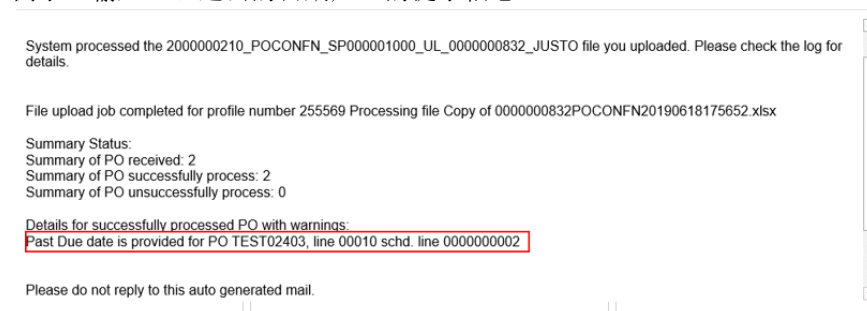 System processed the 2000000210_POCONFN_SP000001000_UL_0000000832_JUSTO file you uploaded. Please check the log for
details.
File upload job completed for profile number 255569 Processing file Copy of 0000000832POCONFN20190618175652.xlsx
Summary Status:
Summary of PO received: 2
Summary of PO successfully process: 2
Summary of PO unsuccessfully process: 0
Details for successfully processed PO with warnings:
Past Due date is provided for PO TEST02403, line 00010 schd. line 0000000002
Please do not reply to this auto generated mail.